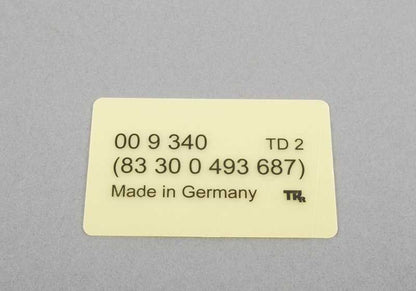 00 9 340 TD 2
(83 30 0 493 687)
Made in Germany